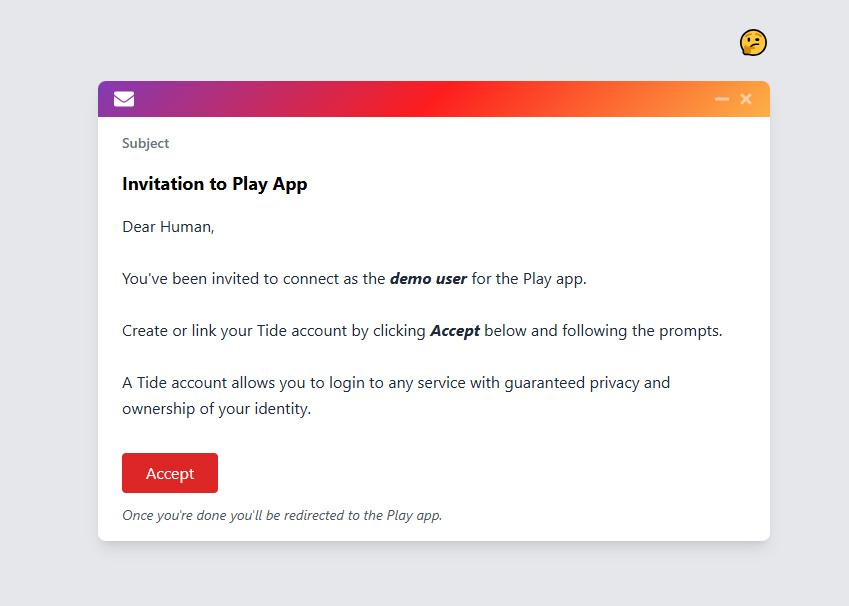 Subject
Invitation to Play App
Dear Human,
You've been invited to connect as the demo user for the Play app.
Create or link your Tide account by clicking Accept below and following the prompts.
A Tide account allows you to login to any service with guaranteed privacy and
ownership of your identity.
Accept
Once you're done you'll be redirected to the Play app.